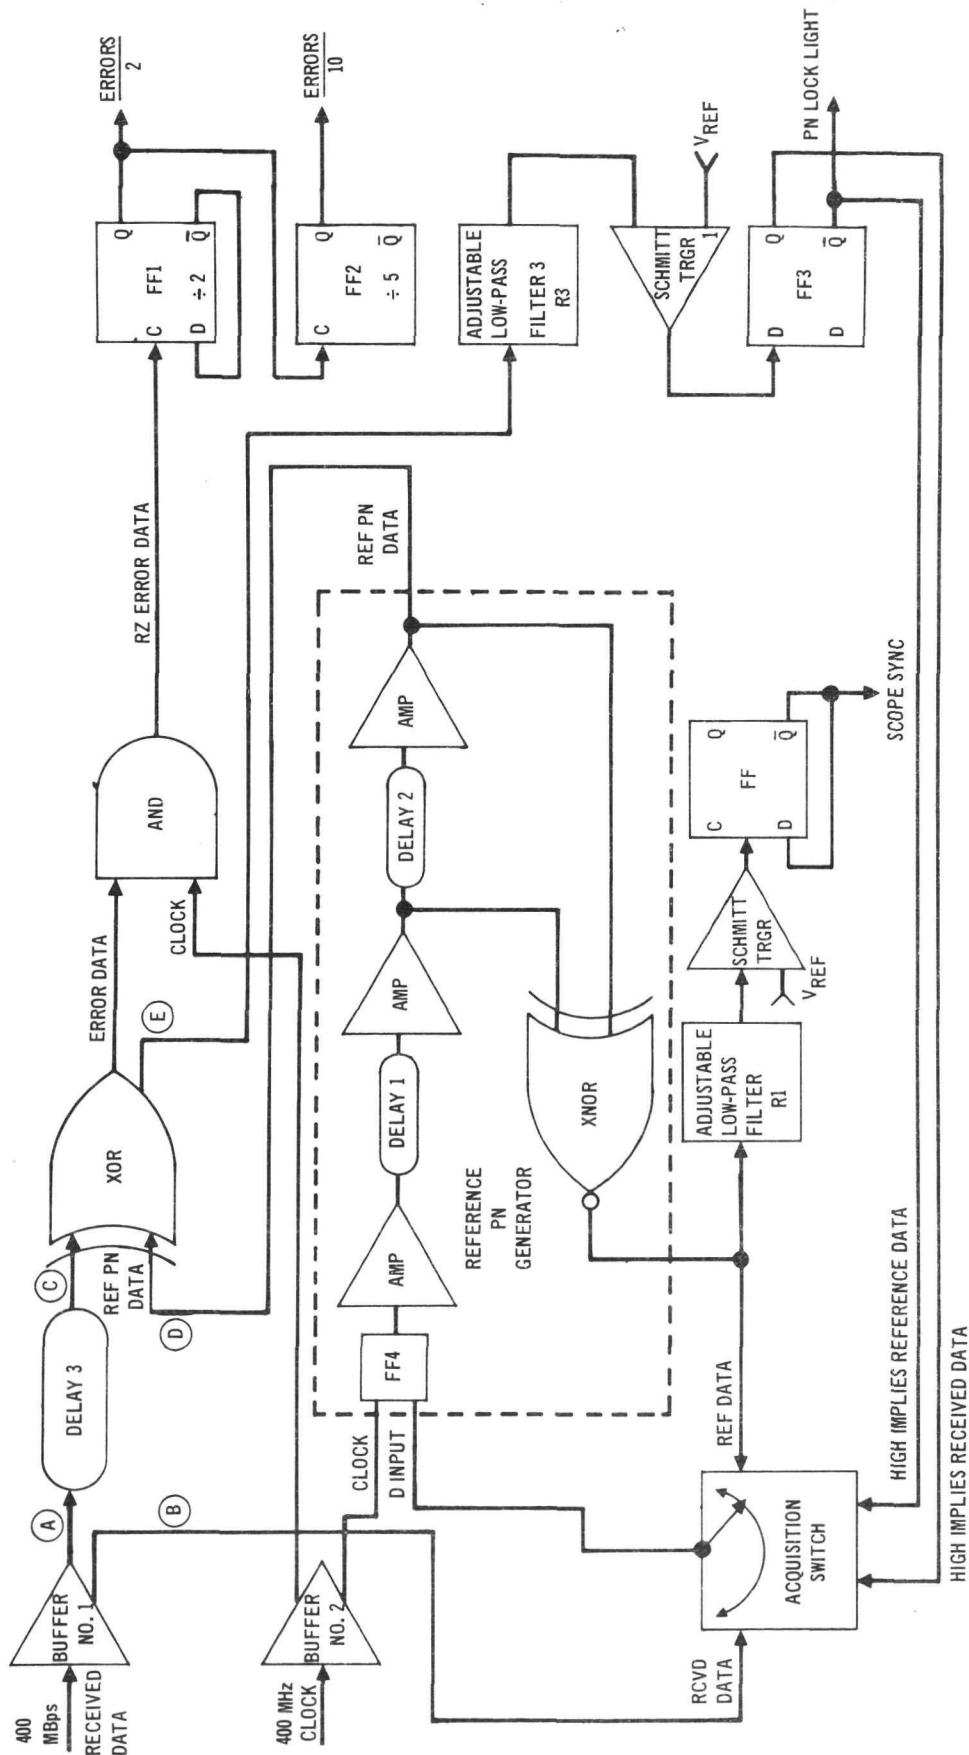 400
MBps
RECEIVED
DATA
BUFFER
NO. 1
A
B
DELAY 3
C
REF PN
DATA
D
XOR
ERROR DATA
E
CLOCK
AND
RZ ERROR DATA
C
Q
FF1
÷ 2
D
Q
ERRORS
2
C
Q
FF2
÷ 5
Q
ERRORS
10
400 MHz
CLOCK
BUFFER
NO. 2
CLOCK
D INPUT
FF4
AMP
DELAY 1
AMP
DELAY 2
AMP
REF PN
DATA
REFERENCE
PN
GENERATOR
XNOR
ADJUSTABLE
LOW-PASS
FILTER 3
R3
SCHMITT
TRGR
1
VREF
D
Q
FF3
D
Q
PN LOCK LIGHT
RCVD
DATA
REF DATA
ACQUISITION
SWITCH
ADJUSTABLE
LOW-PASS
FILTER
R1
SCHMITT
TRGR
VREF
C
Q
FF
D
Q
SCOPE SYNC
HIGH IMPLIES REFERENCE DATA
HIGH IMPLIES RECEIVED DATA